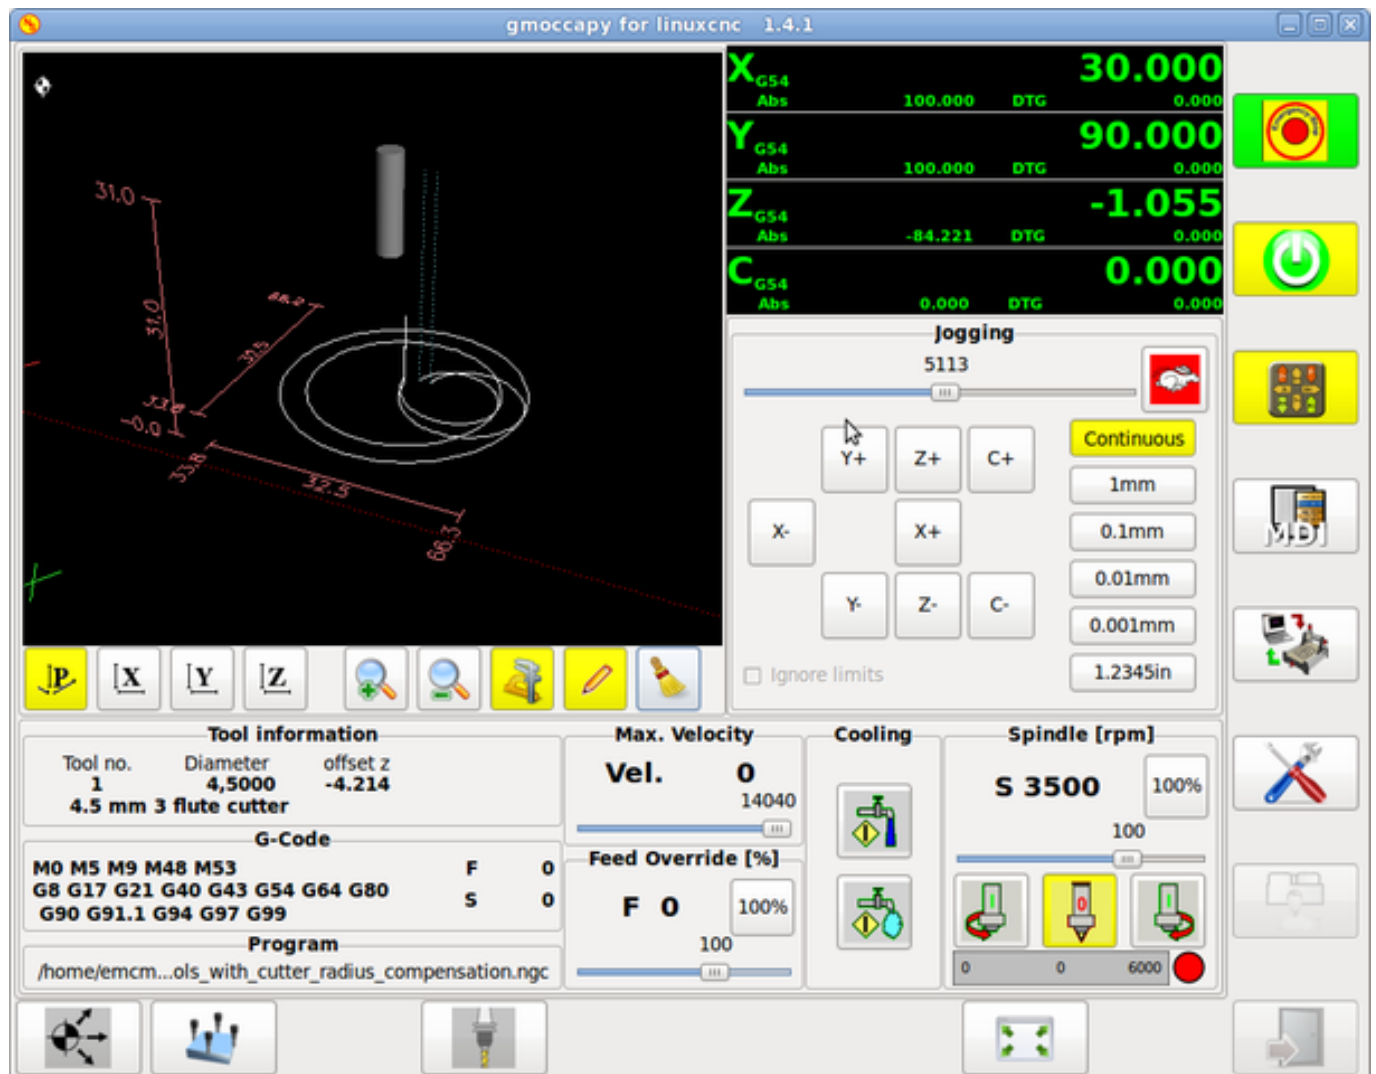 gmoccapy for linuxcnc 1.4.1
X G54 30.000
Abs 100.000 DTG 0.000
Y G54 90.000
Abs 100.000 DTG 0.000
Z G54 -1.055
Abs -84.221 DTG 0.000
C G54 0.000
Abs 0.000 DTG 0.000
31.0
31.0
30.5
33.8
-0.0
33.8
32.5
66.3
Jogging
5113
Continuous
Y+ Z+ C+
1mm
X- X+
0.1mm
0.01mm
Y- Z- C-
0.001mm
Ignore limits
1.2345in
P X Y Z
Tool information
Tool no. Diameter offset z
1 4,5000 -4.214
4.5 mm 3 flute cutter
G-Code
M0 M5 M9 M48 M53 F 0
G8 G17 G21 G40 G43 G54 G64 G80 S 0
G90 G91.1 G94 G97 G99
Program
/home/emcm...ols_with_cutter_radius_compensation.ngc
Max. Velocity
Vel. 0
14040
Feed Override [%]
F 0 100%
100
Cooling
Spindle [rpm]
S 3500 100%
100
0 0 6000
Emergency Stop
MDI